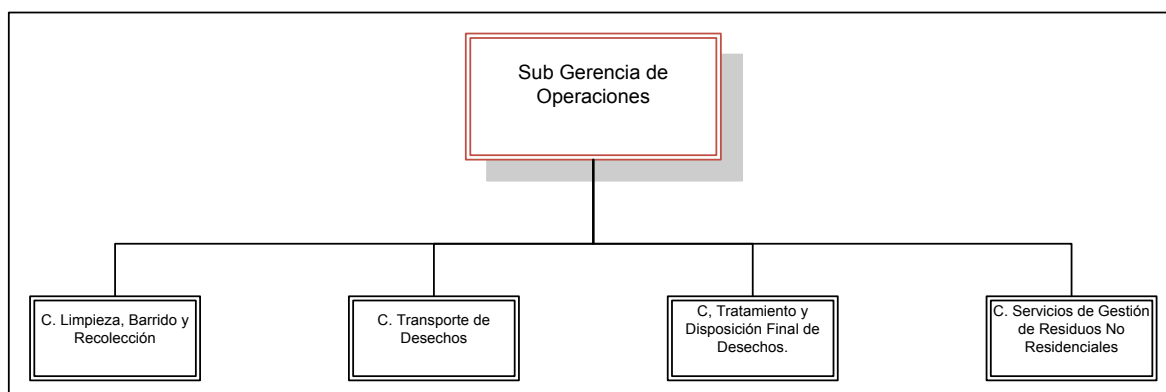 Sub Gerencia de
Operaciones
C. Limpieza, Barrido y
Recolección
C. Transporte de
Desechos
C, Tratamiento y
Disposición Final de
Desechos.
C. Servicios de Gestión
de Residuos No
Residenciales